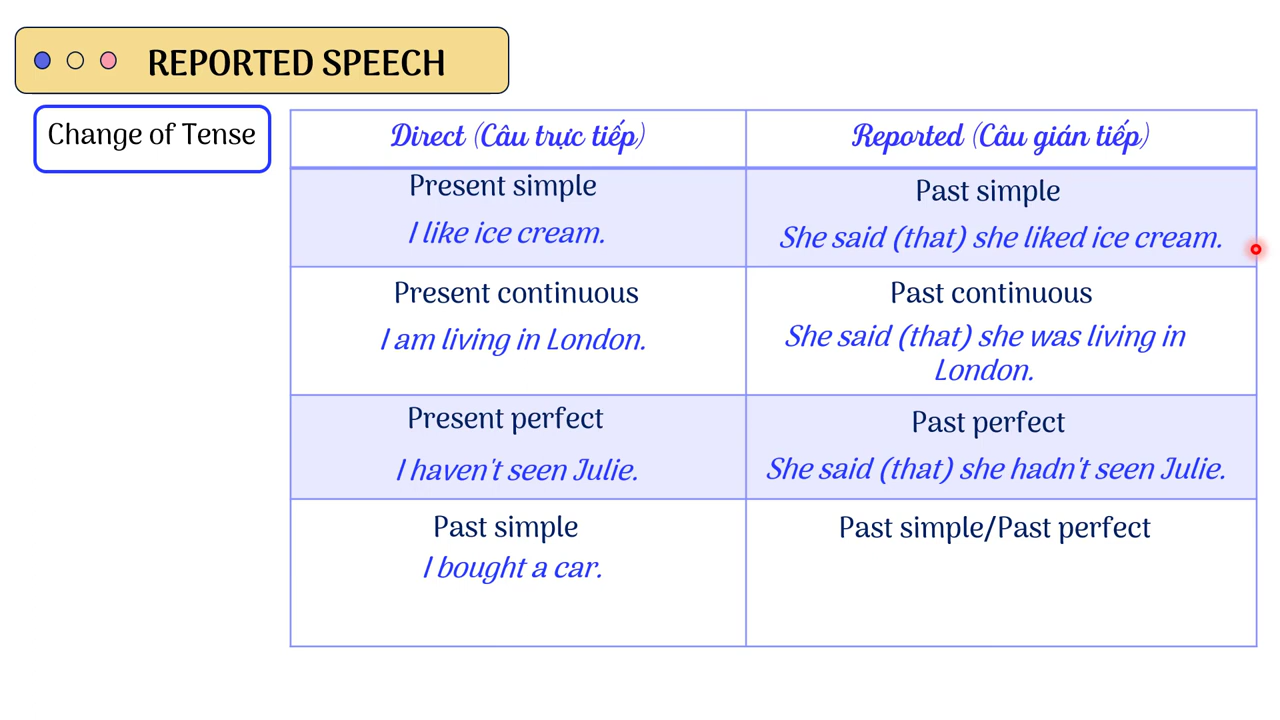 REPORTED SPEECH
Change of Tense
Direct (Câu trực tiếp)
Reported (Câu gián tiếp)
Present simple
I like ice cream.
Past simple
She said (that) she liked ice cream.
Present continuous
I am living in London.
Past continuous
She said (that) she was living in
London.
Present perfect
I haven't seen Julie.
Past perfect
She said (that) she hadn't seen Julie.
Past simple
I bought a car.
Past simple/Past perfect